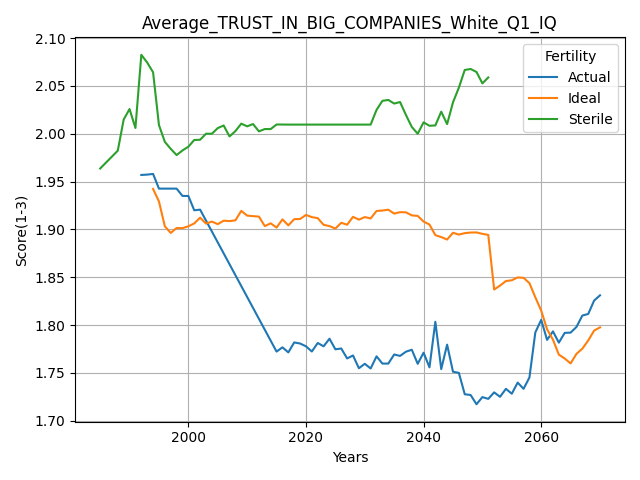 Average_TRUST_IN_BIG_COMPANIES_White_Q1_IQ
2.10
2.05
2.00
1.95
1.90
1.85
1.80
1.75
1.70
Score(1-3)
Fertility
Actual
Ideal
Sterile
2000
2020
2040
2060
Years